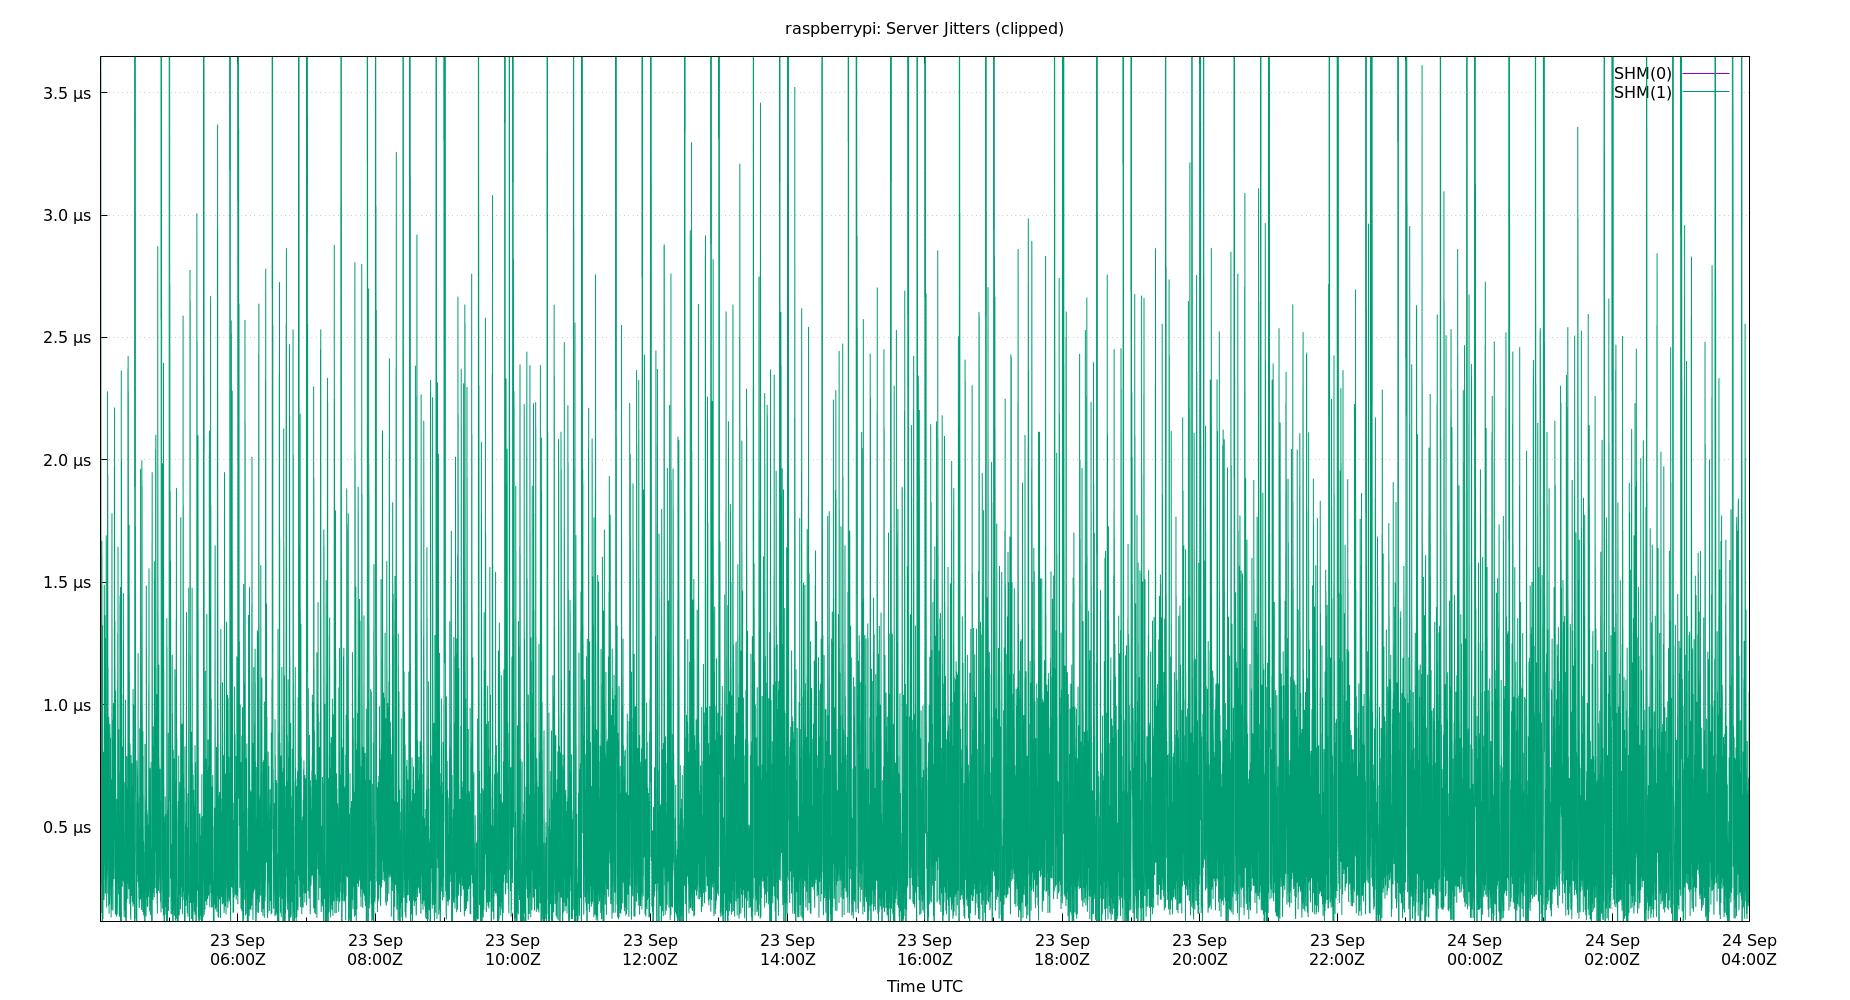 raspberrypi: Server Jitters (clipped)
SHM(0)
SHM(1)
3.5 µs
3.0 µs
2.5 µs
2.0 µs
1.5 µs
1.0 µs
0.5 µs
23 Sep 23 Sep 23 Sep 23 Sep 23 Sep 23 Sep 23 Sep 23 Sep 23 Sep 24 Sep 24 Sep 24 Sep
06:00Z 08:00Z 10:00Z 12:00Z 14:00Z 16:00Z 18:00Z 20:00Z 22:00Z 00:00Z 02:00Z 04:00Z
Time UTC